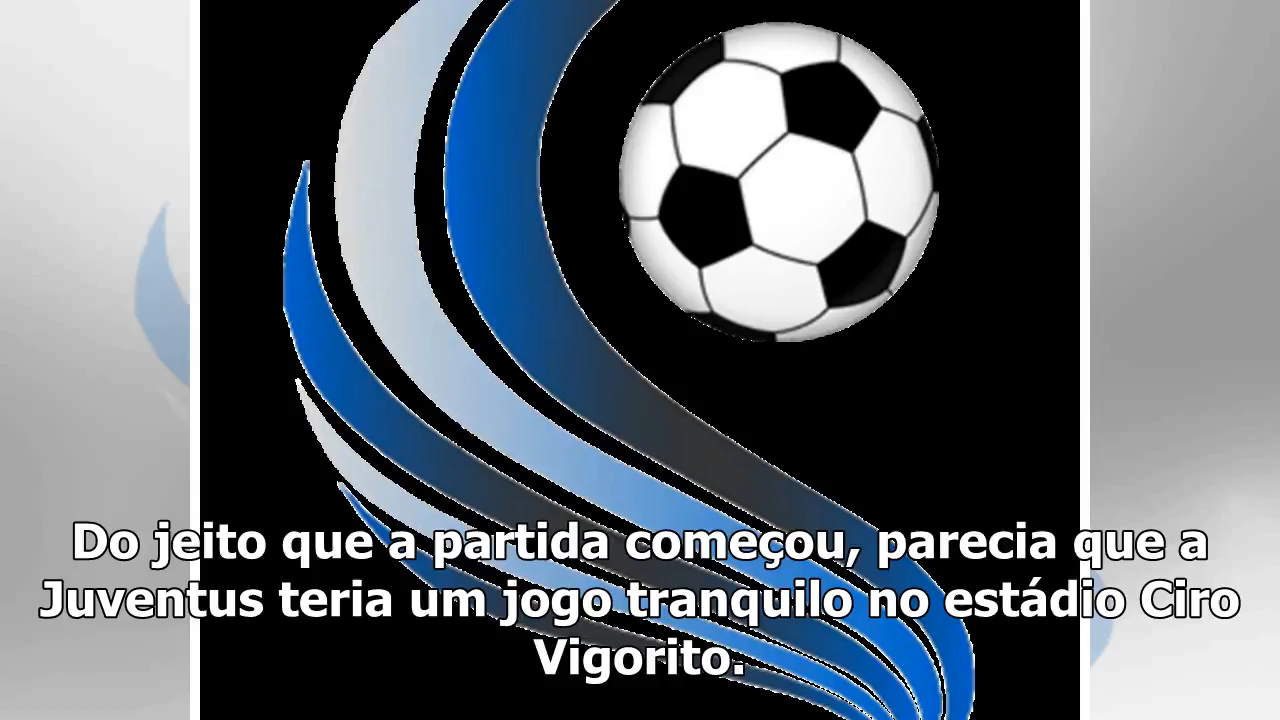 Do jeito que a partida começou, parecia que a
Juventus teria um jogo tranquilo no estádio Ciro
Vigorito.